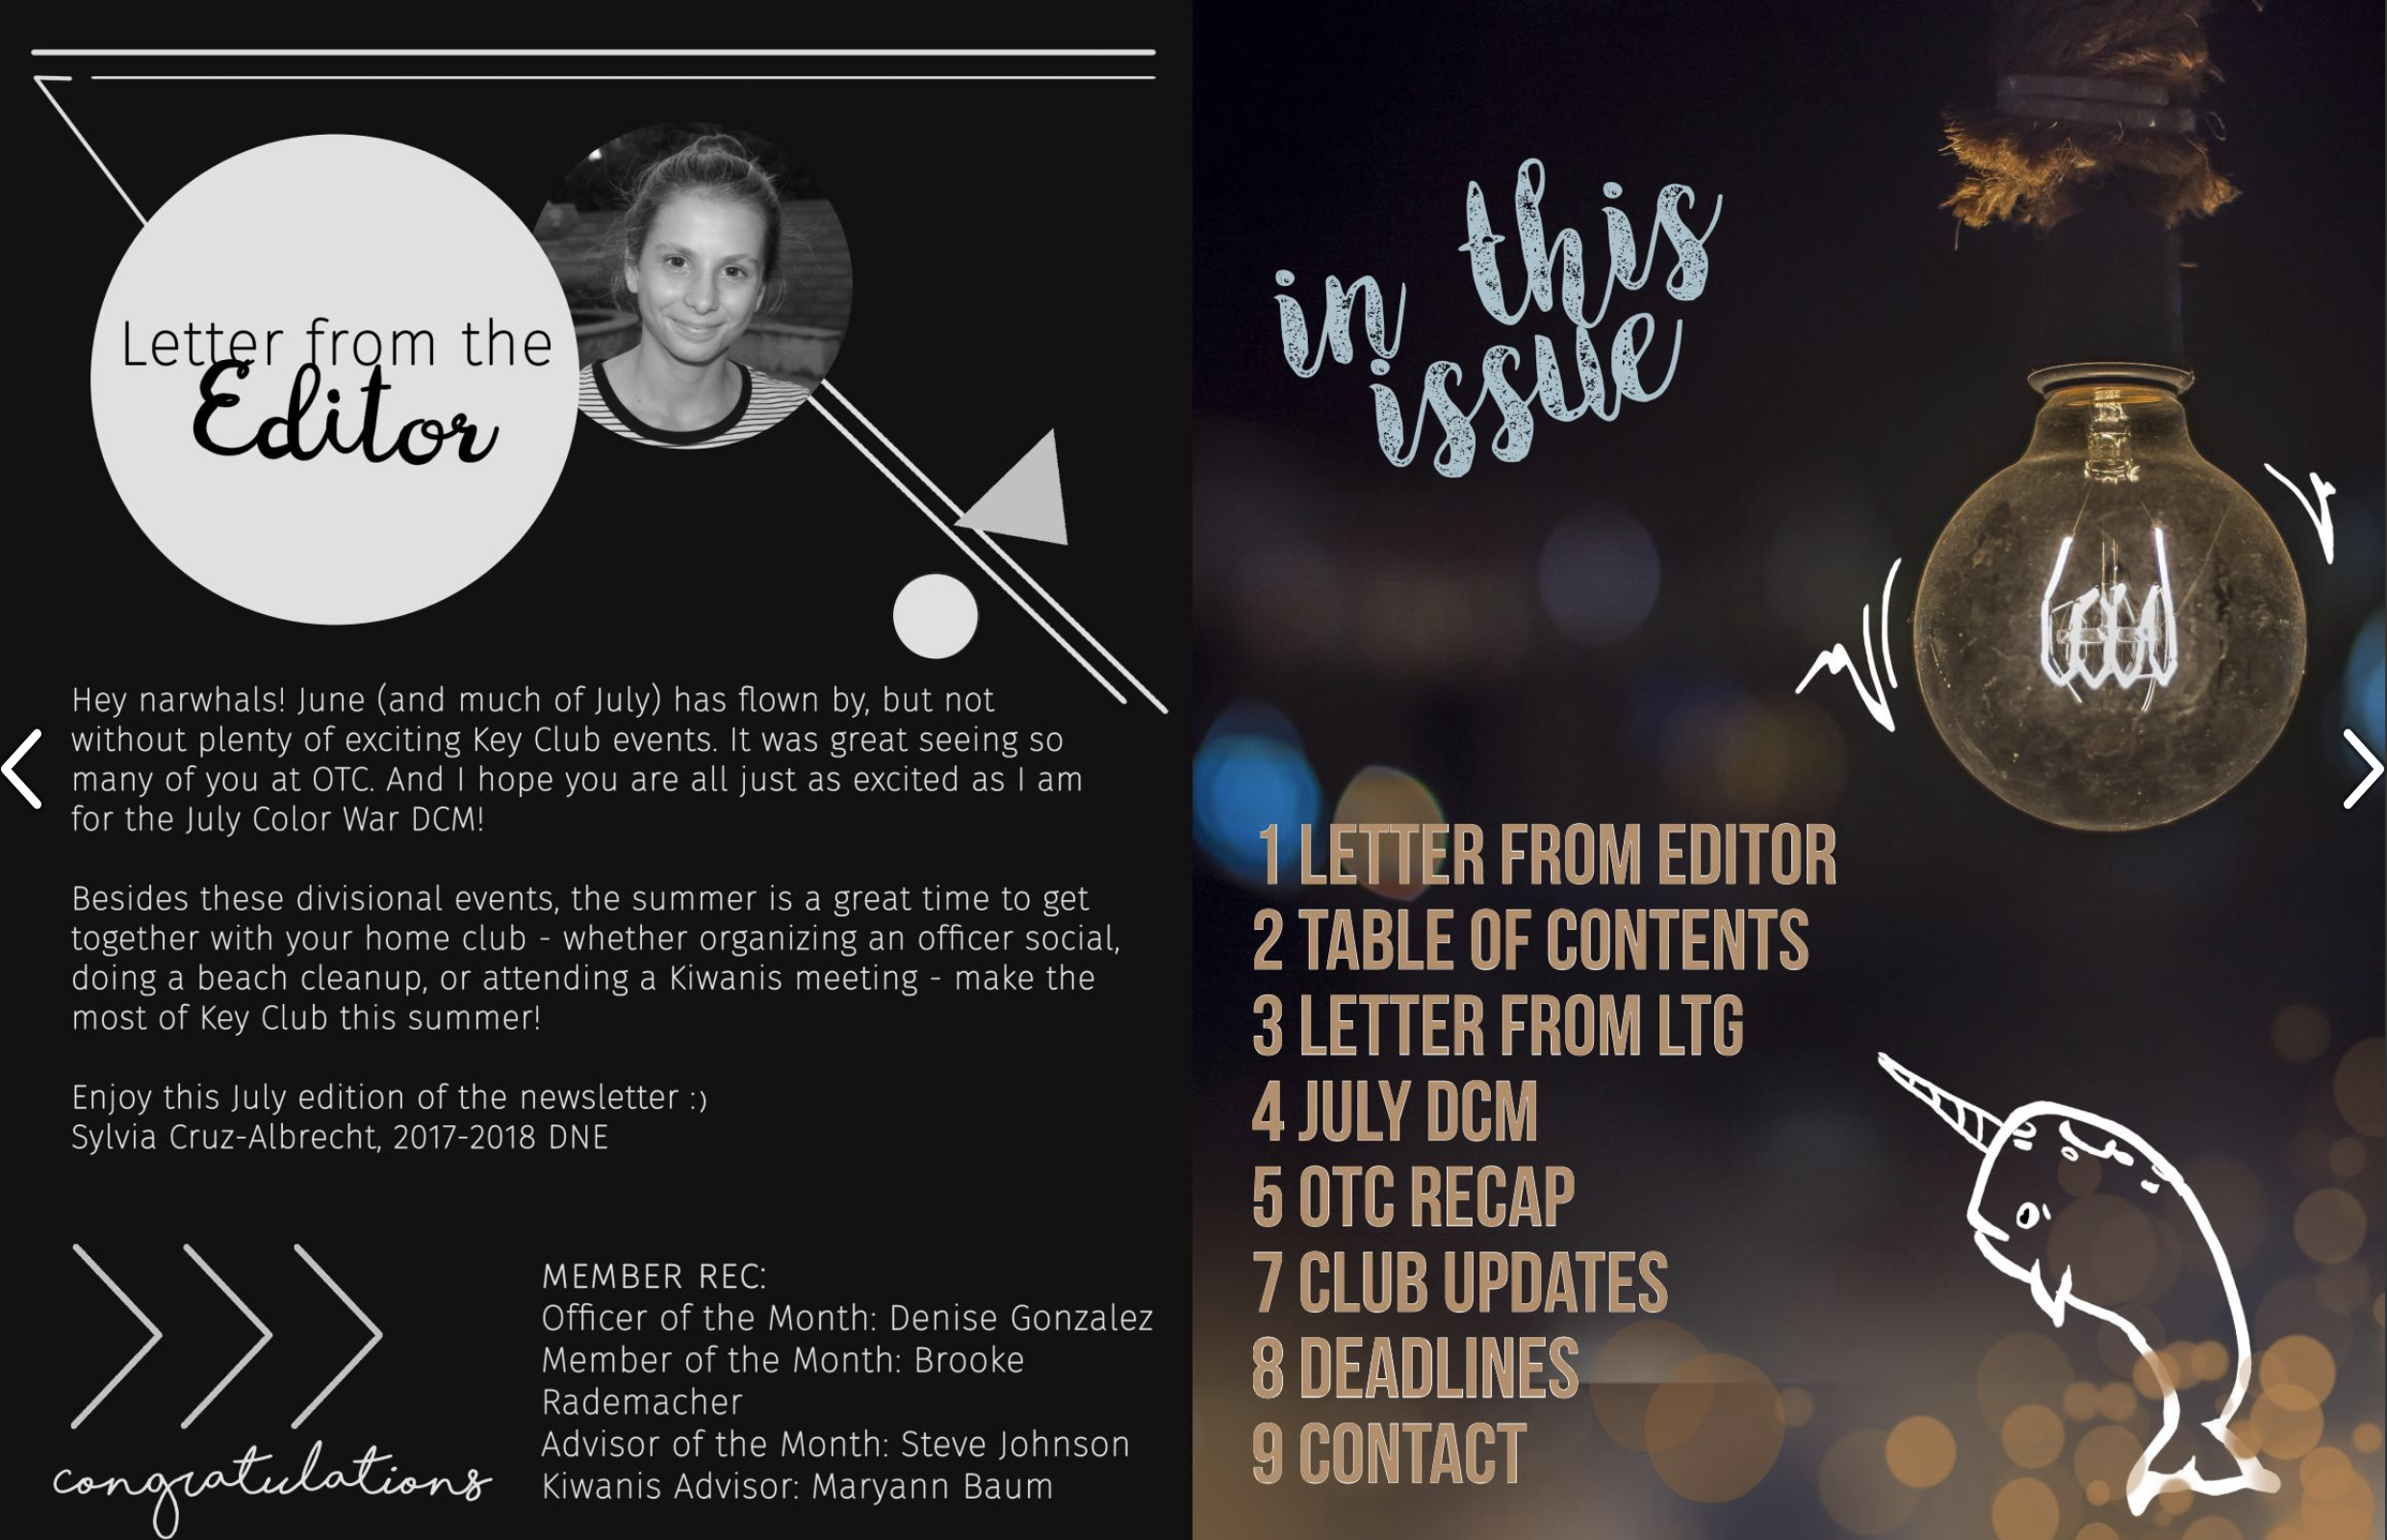 Letter from the
Editor
Hey narwhals! June (and much of July) has flown by, but not
without plenty of exciting Key Club events. It was great seeing so
many of you at OTC. And I hope you are all just as excited as I am
for the July Color War DCM!
Besides these divisional events, the summer is a great time to get
together with your home club - whether organizing an officer social,
doing a beach cleanup, or attending a Kiwanis meeting - make the
most of Key Club this summer!
Enjoy this July edition of the newsletter :)
Sylvia Cruz-Albrecht, 2017-2018 DNE
congratulations
MEMBER REC:
Officer of the Month: Denise Gonzalez
Member of the Month: Brooke
Rademacher
Advisor of the Month: Steve Johnson
Kiwanis Advisor: Maryann Baum
in this
issue
1 LETTER FROM EDITOR
2 TABLE OF CONTENTS
3 LETTER FROM LTG
4 JULY DCM
5 OTC RECAP
7 CLUB UPDATES
8 DEADLINES
9 CONTACT